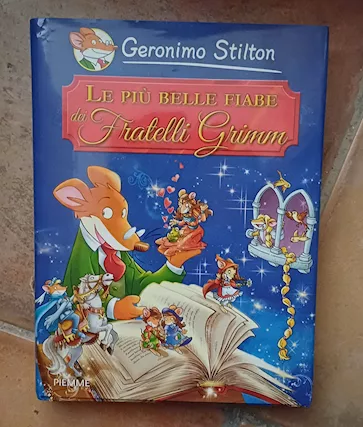 Geronimo Stilton
LE PIÙ BELLE FIABE
dei Fratelli Grimm
PIEMME